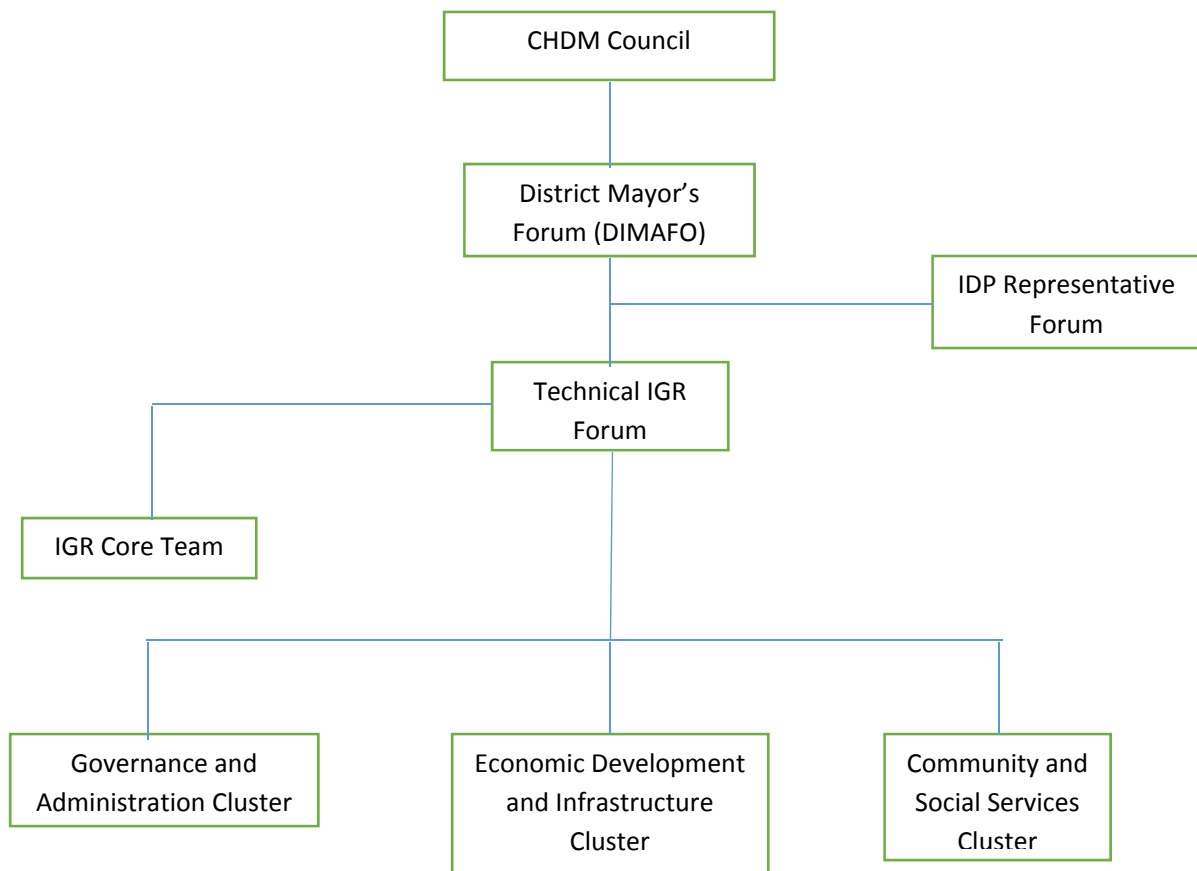 CHDM Council
District Mayor’s
Forum (DIMAFO)
IDP Representative
Forum
Technical IGR
Forum
IGR Core Team
Governance and
Administration Cluster
Economic Development
and Infrastructure
Cluster
Community and
Social Services
Cluster